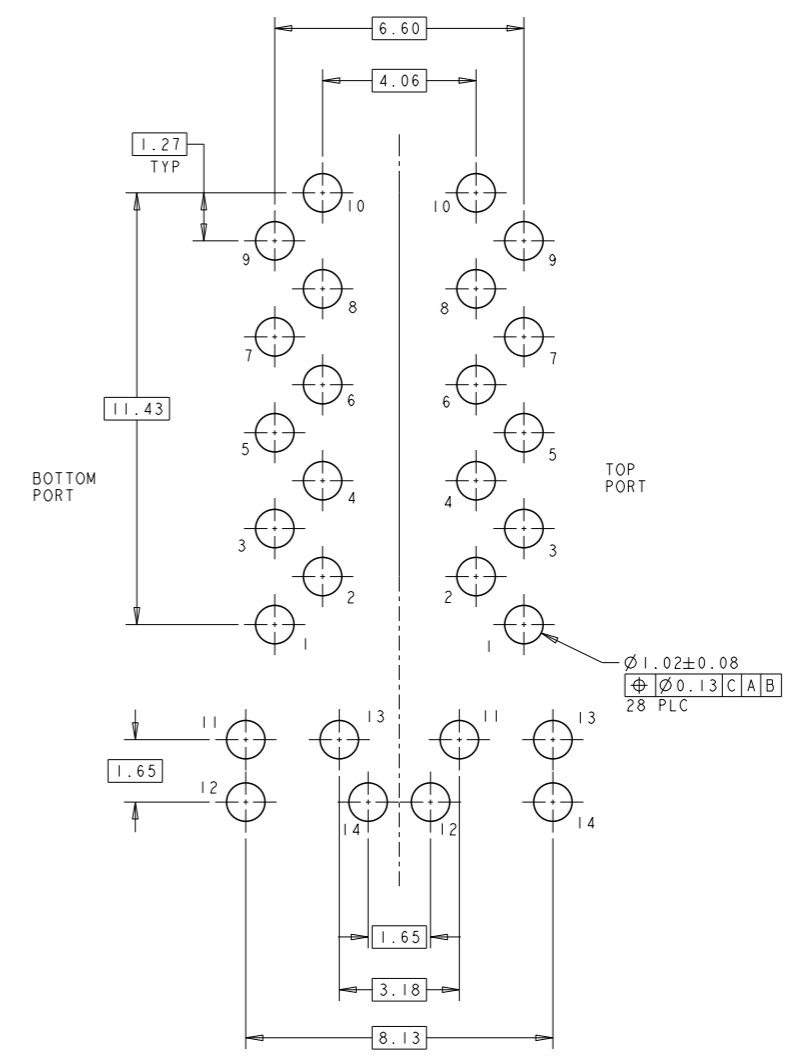 6.60
4.06
1.27
TYP
10 10
9 9
8 8
7 7
6 6
11.43
5 5
BOTTOM
PORT
TOP
PORT
4 4
3 3
2 2
1 1
Ø1.02±0.08
⌖ Ø0.13 C A B
28 PLC
11 13 11 13
1.65
12 14 12 14
1.65
3.18
8.13